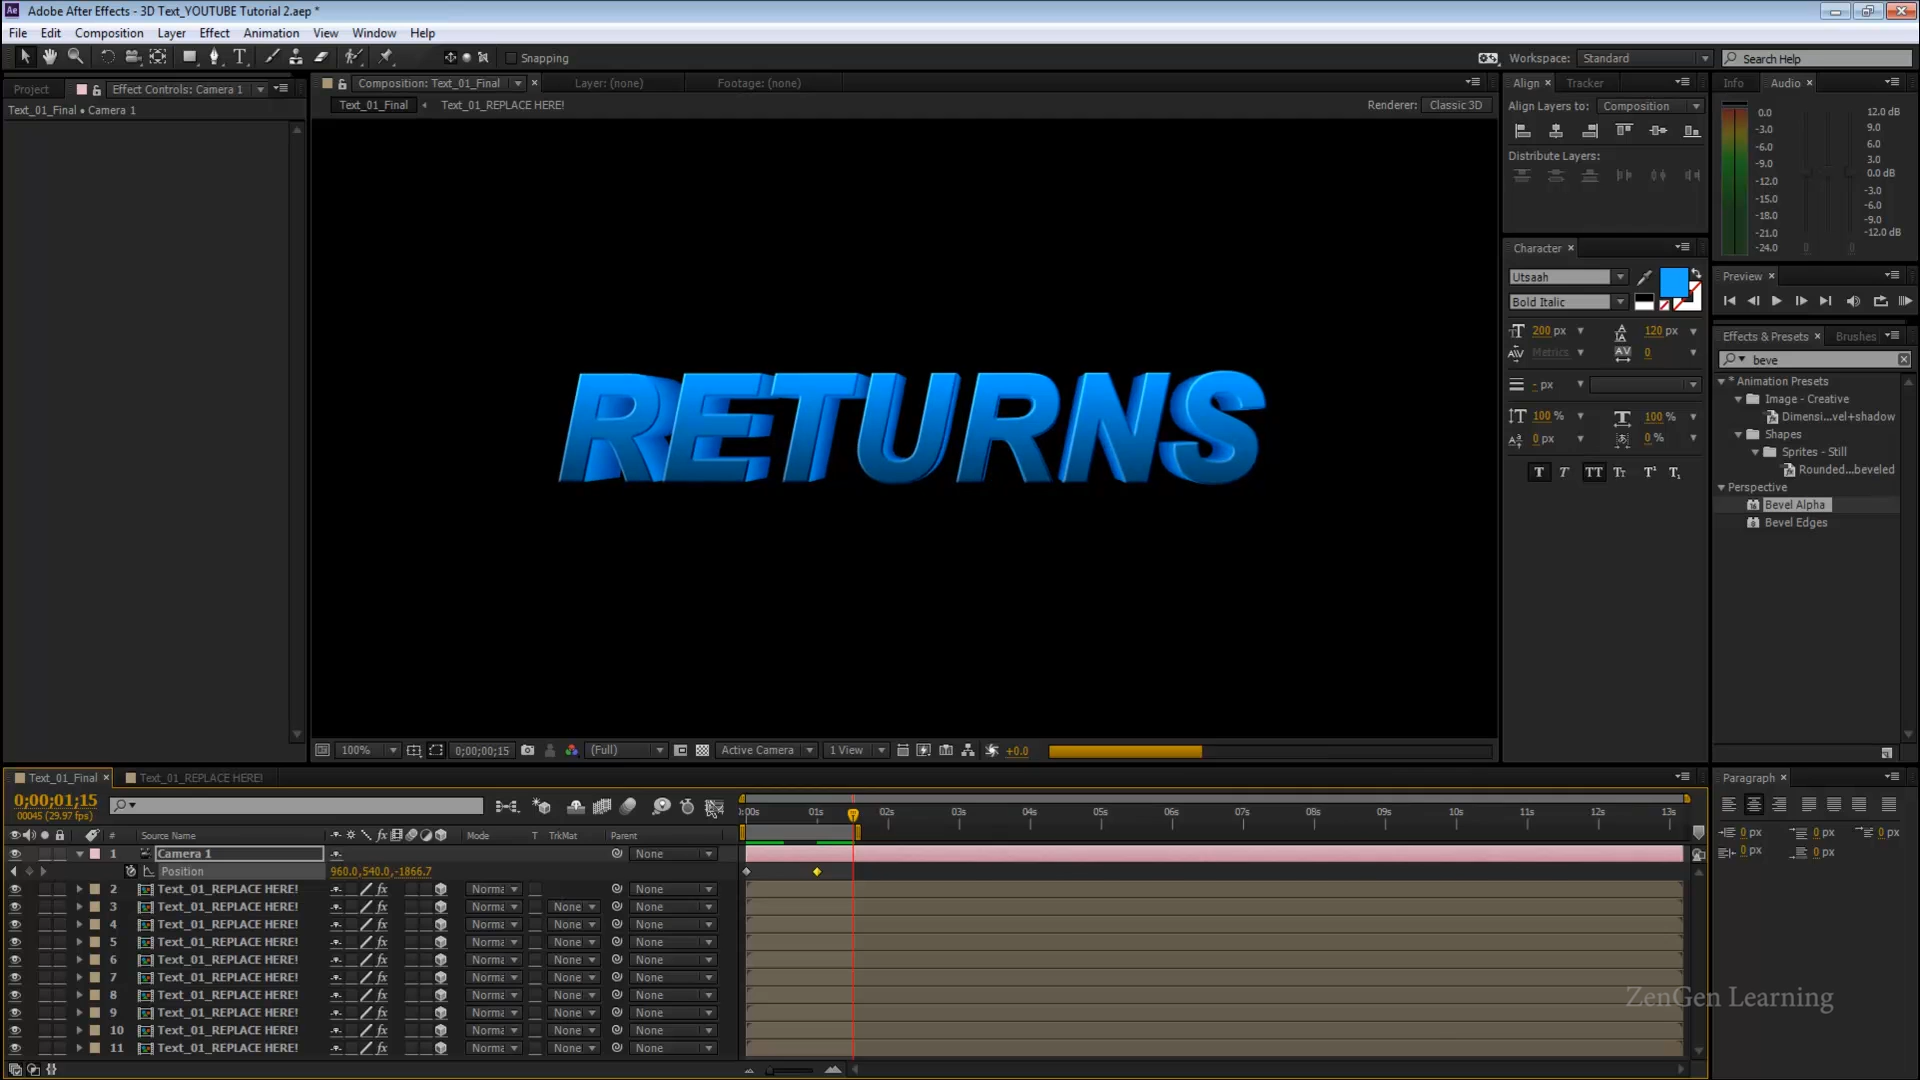 Adobe After Effects - 3D Text_YOUTUBE Tutorial 2.aep *
File Edit Composition Layer Effect Animation View Window Help
Snapping Workspace: Standard Search Help
Project Effect Controls: Camera 1 Composition: Text_01_Final Layer: (none) Footage: (none) Align Tracker Info Audio
Text_01_Final • Camera 1 Text_01_Final Text_01_REPLACE HERE! Renderer: Classic 3D Align Layers to: Composition
0.0 12.0 dB
-3.0 9.0
-6.0 6.0
-9.0 3.0
-12.0 0.0 dB
-15.0 -3.0
-18.0 -6.0
-21.0 -9.0
-24.0 -12.0 dB
Distribute Layers:
Character
Utsaah
Bold Italic
200 px 120 px
Metrics 0
- px
100 % 100 %
0 px 0 %
T T TT Tr T¹ T₁
Preview
Effects & Presets Brushes
beve
* Animation Presets
Image - Creative
Dimensi...vel+shadow
Shapes
Sprites - Still
Rounded...beveled
Perspective
Bevel Alpha
Bevel Edges
RETURNS
100% 0;00;00;15 (Full) Active Camera 1 View +0.0
Text_01_Final Text_01_REPLACE HERE!
0;00;01;15
00045 (29.97 fps)
:00s 01s 02s 03s 04s 05s 06s 07s 08s 09s 10s 11s 12s 13s
# Source Name Mode T TrkMat Parent
1 Camera 1 None
Position 960.0,540.0,-1866.7
2 Text_01_REPLACE HERE! Norma None
3 Text_01_REPLACE HERE! Norma None None
4 Text_01_REPLACE HERE! Norma None None
5 Text_01_REPLACE HERE! Norma None None
6 Text_01_REPLACE HERE! Norma None None
7 Text_01_REPLACE HERE! Norma None None
8 Text_01_REPLACE HERE! Norma None None
9 Text_01_REPLACE HERE! Norma None None
10 Text_01_REPLACE HERE! Norma None None
11 Text_01_REPLACE HERE! Norma None None
Paragraph
0 px 0 px 0 px
0 px 0 px
ZenGen Learning